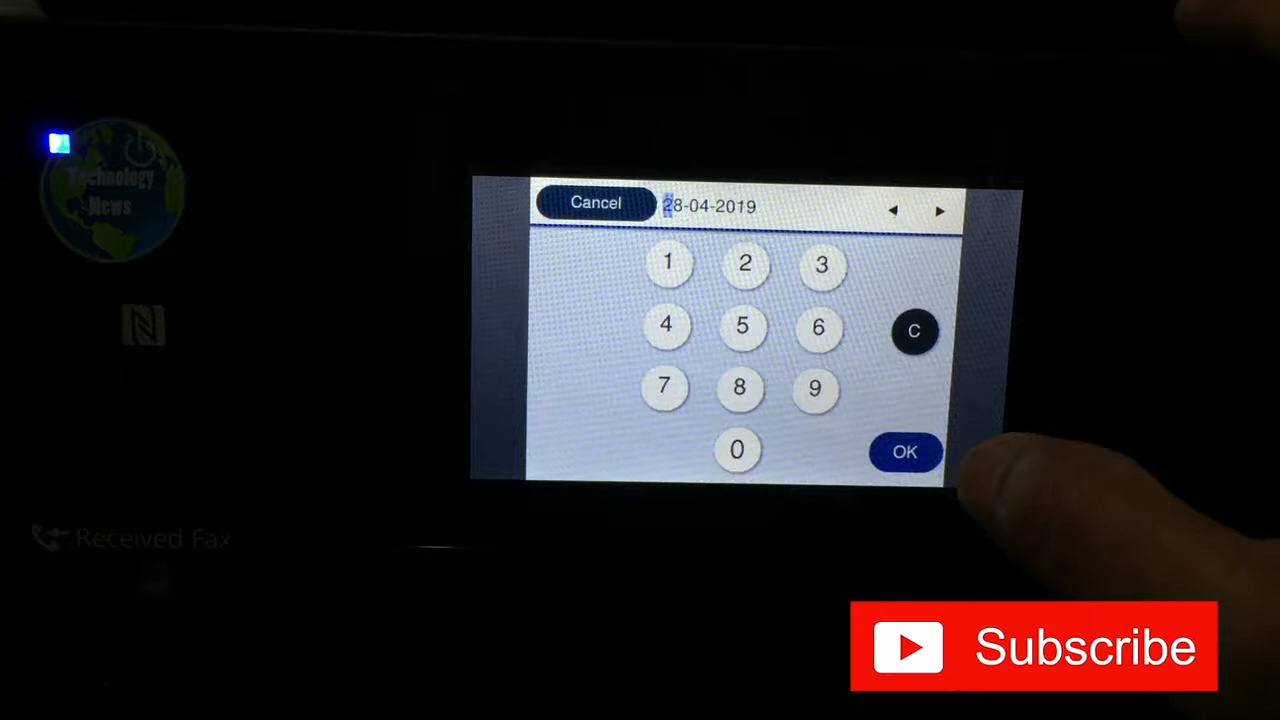 Technology
News
Cancel 28-04-2019
1 2 3
4 5 6
C
7 8 9
0 OK
Received Fax
Subscribe